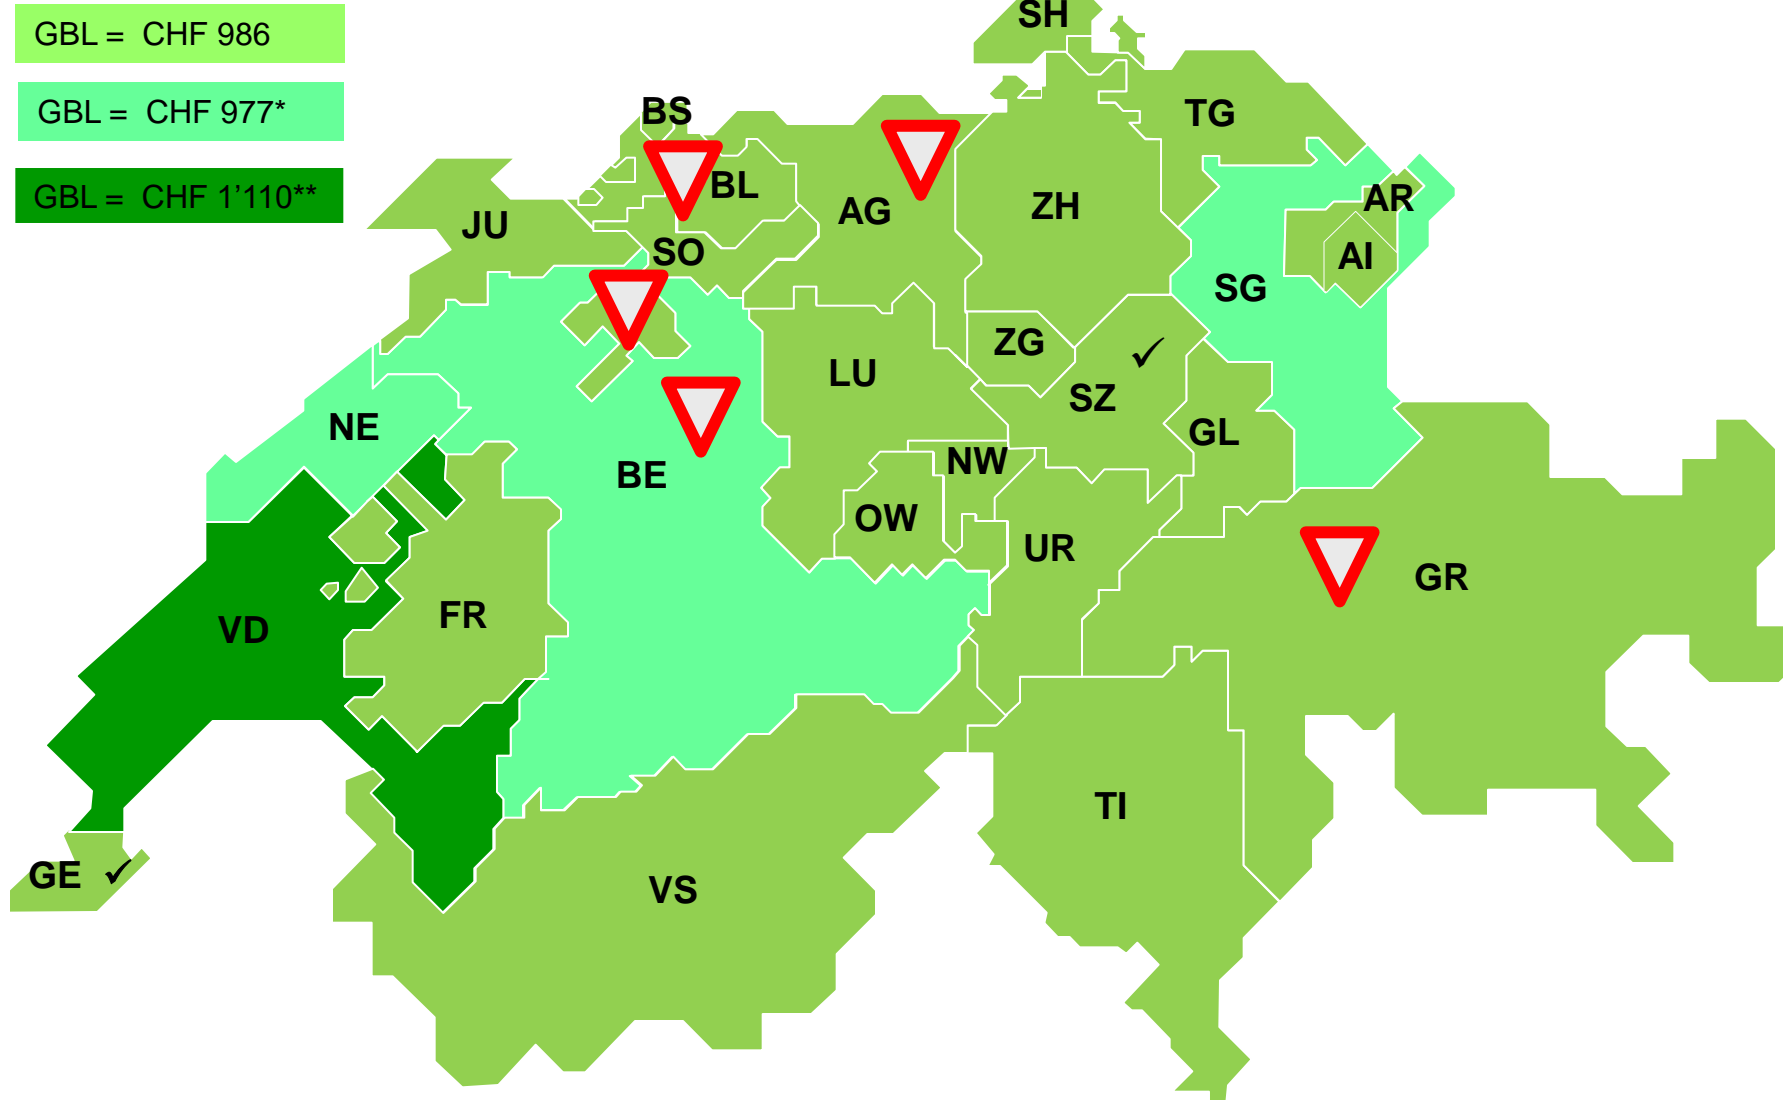 GBL = CHF 986
GBL = CHF 977*
GBL = CHF 1’110**
SH
BS
TG
BL
AG
ZH
AR
JU
SO
AI
SG
ZG
LU
SZ
NE
GL
NW
BE
OW
UR
GR
FR
VD
TI
GE ✓
VS
✓